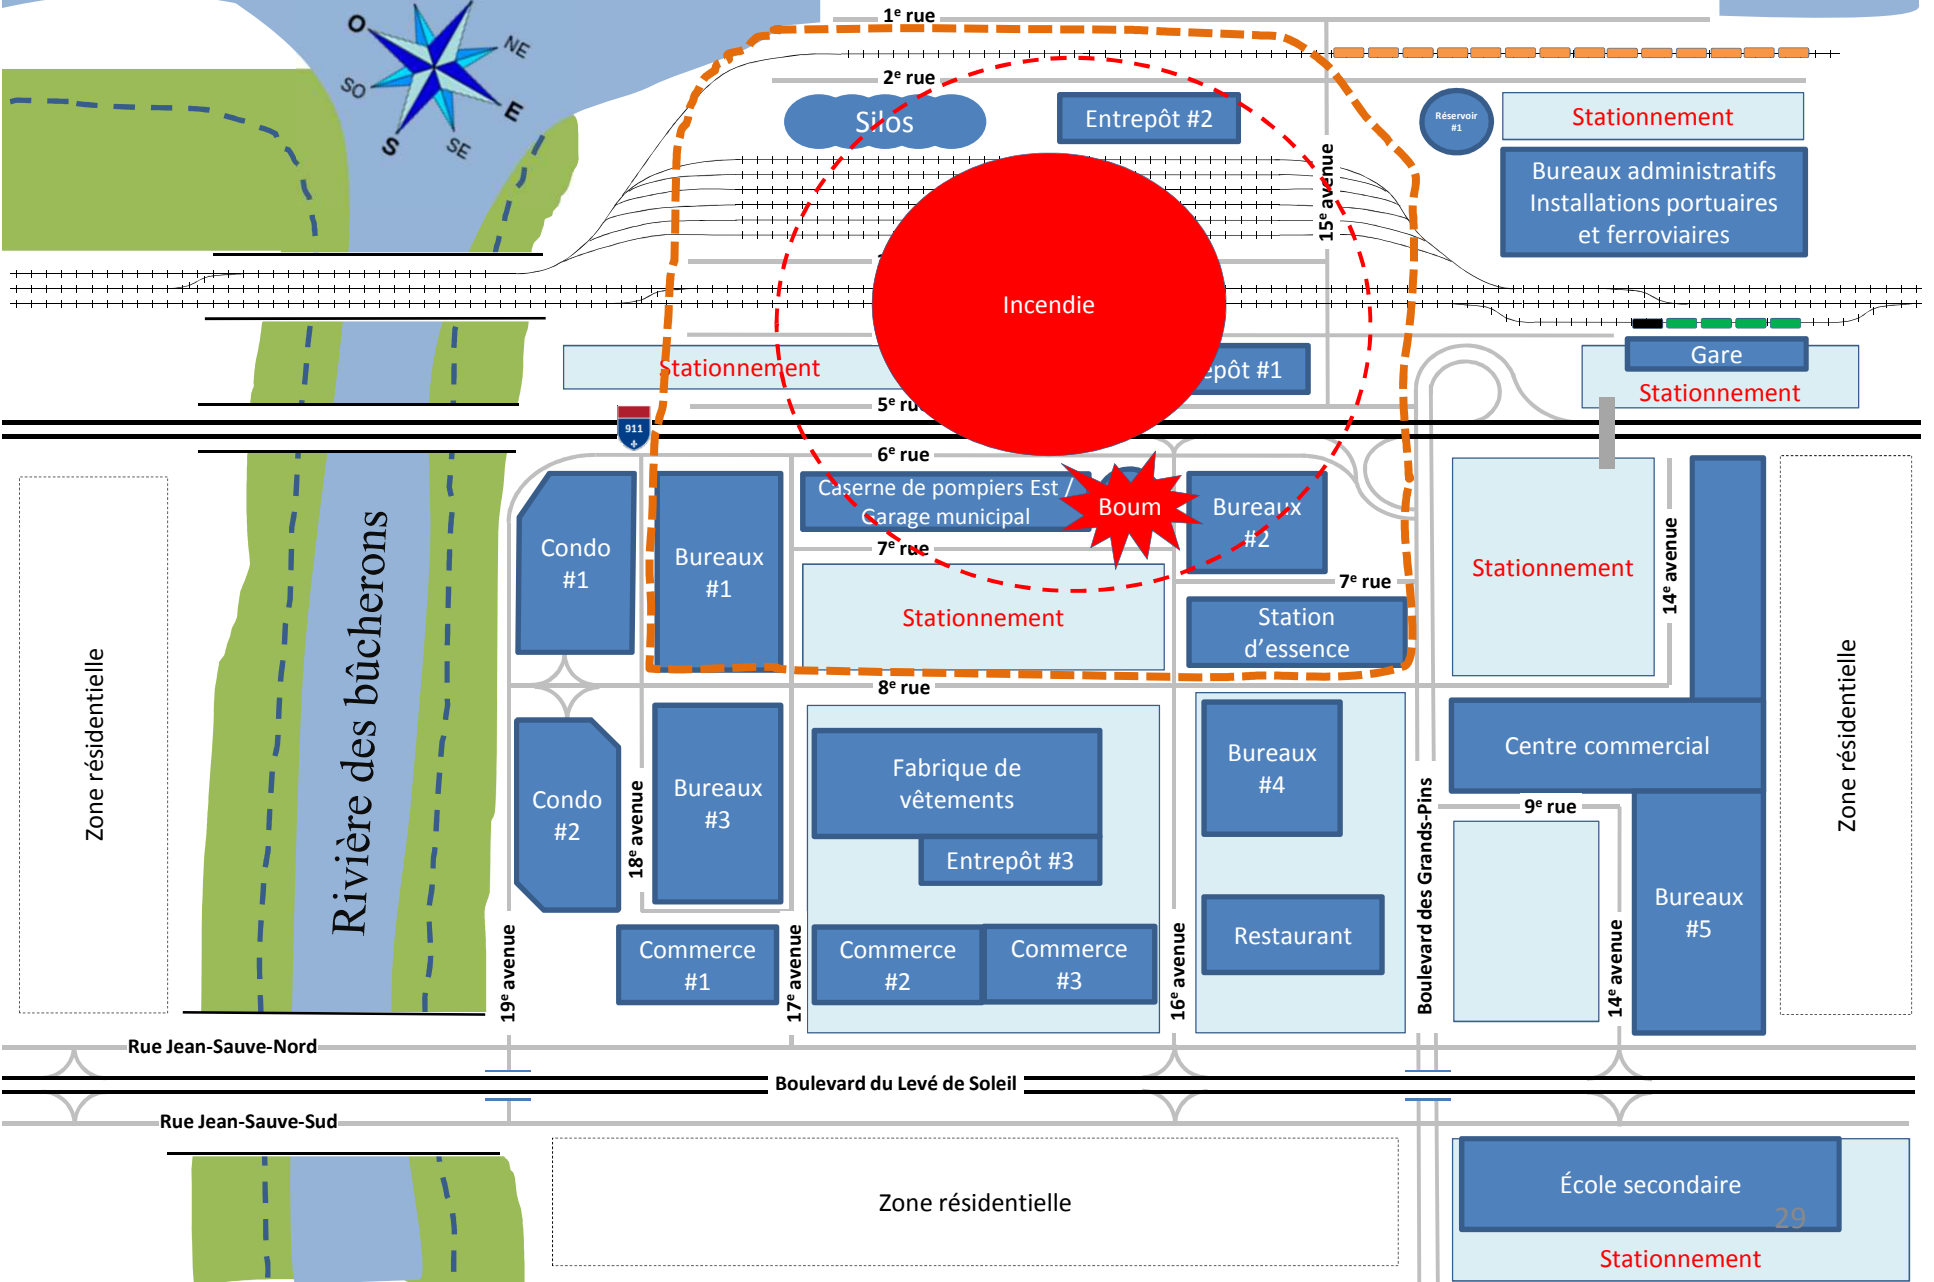 1e rue
O
NE
SO
E
S
SE
2e rue
Silos
Entrepôt #2
Réservoir
#1
Stationnement
15e avenue
Bureaux administratifs
Installations portuaires
et ferroviaires
Incendie
Stationnement
epôt #1
Gare
Stationnement
5e ru
911
6e rue
Caserne de pompiers Est /
Garage municipal
Boum
Bureaux
#2
7e rue
7e rue
Condo
#1
Bureaux
#1
Stationnement
Station
d'essence
Stationnement
14e avenue
8e rue
Zone résidentielle
Rivière des bûcherons
Condo
#2
18e avenue
Bureaux
#3
Fabrique de
vêtements
Entrepôt #3
Bureaux
#4
Boulevard des Grands-Pins
Centre commercial
9e rue
Zone résidentielle
Bureaux
#5
19e avenue
Commerce
#1
17e avenue
Commerce
#2
Commerce
#3
16e avenue
Restaurant
14e avenue
Rue Jean-Sauve-Nord
Boulevard du Levé de Soleil
Rue Jean-Sauve-Sud
Zone résidentielle
École secondaire
29
Stationnement